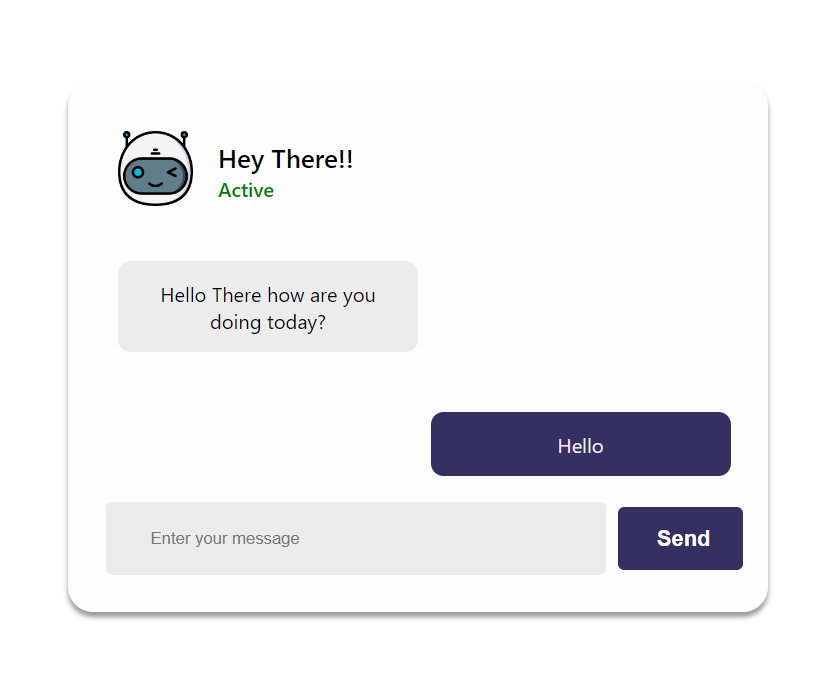 Hey There!!
Active
Hello There how are you
doing today?
Hello
Enter your message
Send